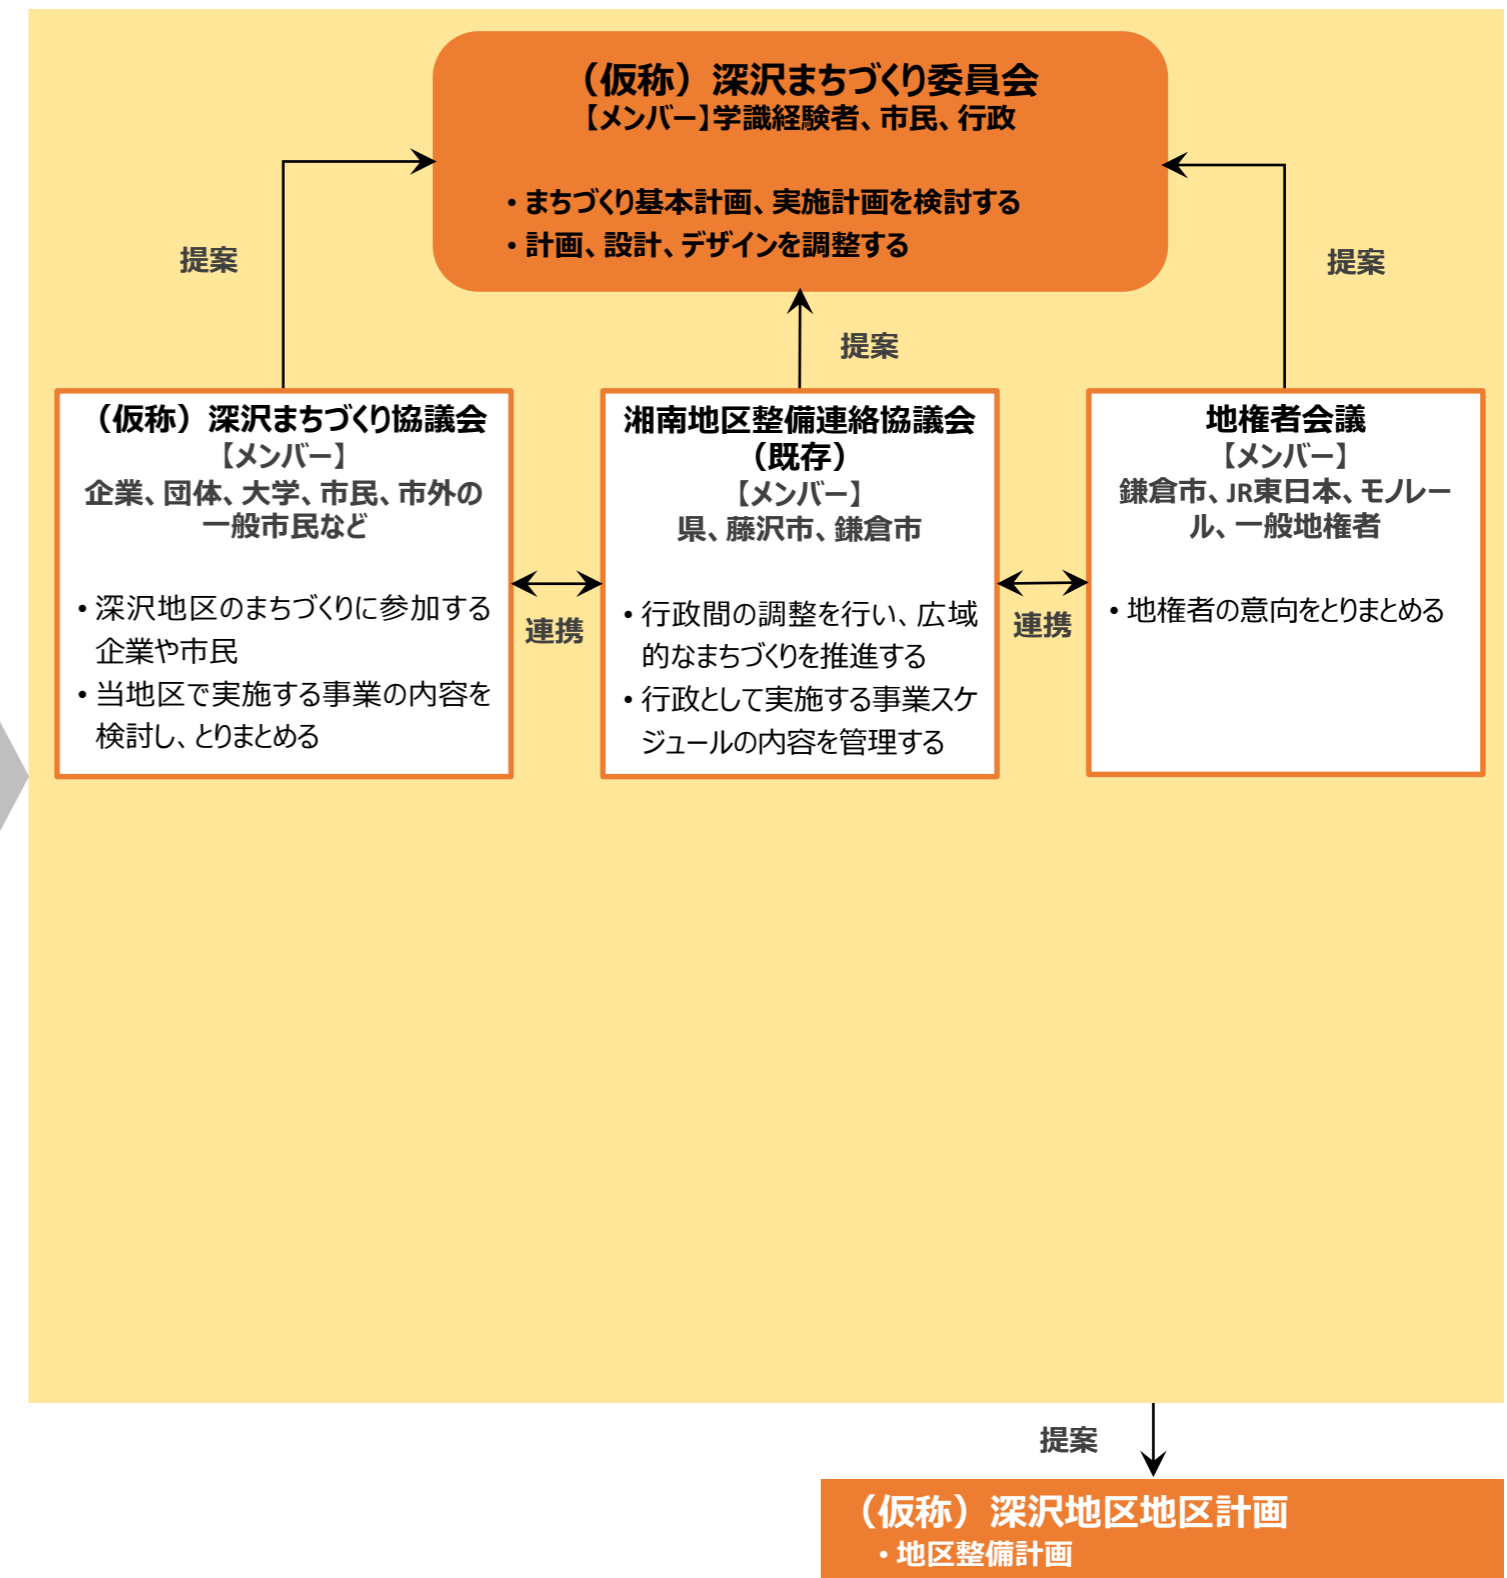 （仮称）深沢まちづくり委員会
【メンバー】学識経験者、市民、行政
・まちづくり基本計画、実施計画を検討する
・計画、設計、デザインを調整する
提案
提案
提案
（仮称）深沢まちづくり協議会
【メンバー】
企業、団体、大学、市民、市外の
一般市民など
・深沢地区のまちづくりに参加する
企業や市民
・当地区で実施する事業の内容を
検討し、とりまとめる
連携
湘南地区整備連絡協議会
（既存）
【メンバー】
県、藤沢市、鎌倉市
・行政間の調整を行い、広域
的なまちづくりを推進する
・行政として実施する事業スケ
ジュールの内容を管理する
連携
地権者会議
【メンバー】
鎌倉市、JR東日本、モノレー
ル、一般地権者
・地権者の意向をとりまとめる
提案
（仮称）深沢地区地区計画
・地区整備計画